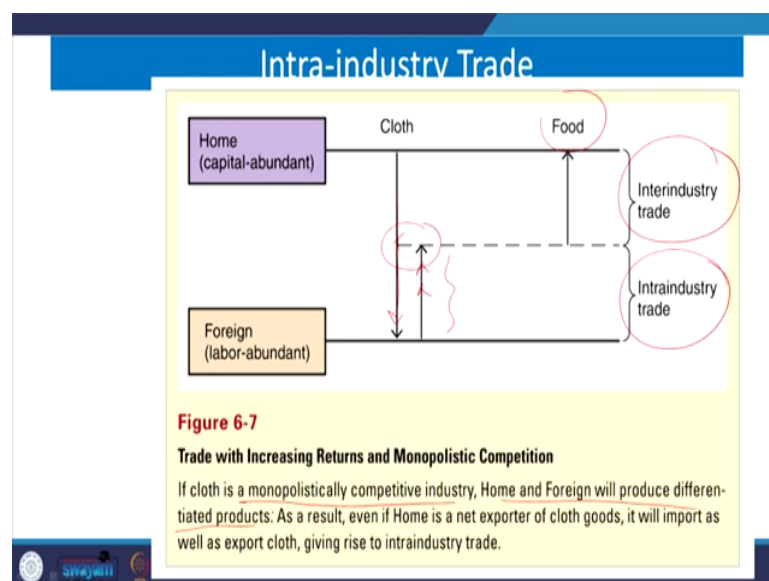 Intra-industry Trade
Home
(capital-abundant)
Cloth
Food
Interindustry
trade
Intraindustry
trade
Foreign
(labor-abundant)
Figure 6-7
Trade with Increasing Returns and Monopolistic Competition
If cloth is a monopolistically competitive industry, Home and Foreign will produce differen-
tiated products. As a result, even if Home is a net exporter of cloth goods, it will import as
well as export cloth, giving rise to intraindustry trade.
swayam